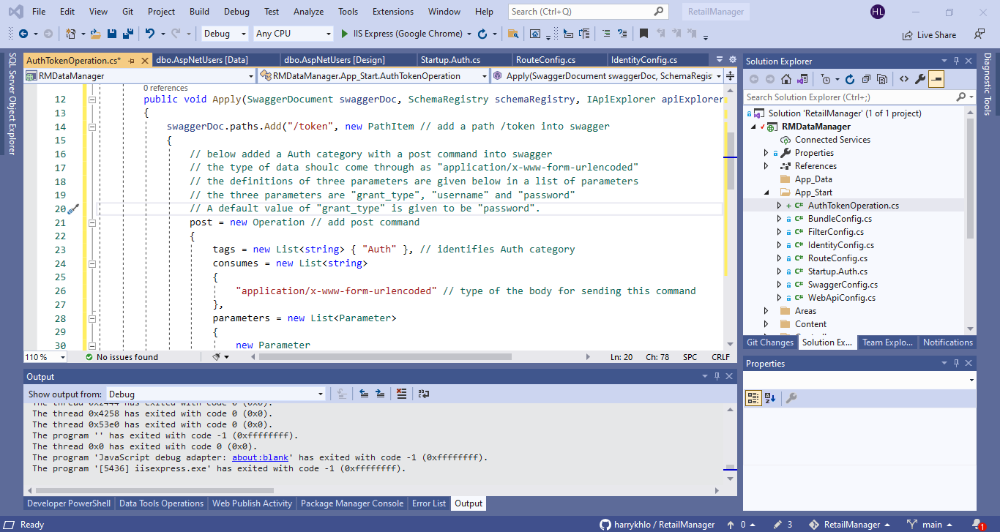 File Edit View Git Project Build Debug Test Analyze Tools Extensions Window Help Search (Ctrl+Q) RetailManager HL
Debug Any CPU IIS Express (Google Chrome) Live Share
SQL Server Object Explorer
AuthTokenOperation.cs* dbo.AspNetUsers [Data] dbo.AspNetUsers [Design] Startup.Auth.cs RouteConfig.cs IdentityConfig.cs
RMDataManager RMDataManager.App_Start.AuthTokenOperation Apply(SwaggerDocument swaggerDoc, SchemaRegist
0 references
12 public void Apply(SwaggerDocument swaggerDoc, SchemaRegistry schemaRegistry, IApiExplorer apiExplorer
13 {
14 swaggerDoc.paths.Add("/token", new PathItem // add a path /token into swagger
15 {
16 // below added a Auth category with a post command into swagger
17 // the type of data shoulc come through as "application/x-www-form-urlencoded"
18 // the definitions of three parameters are given below in a list of parameters
19 // the three parameters are "grant_type", "username" and "password"
20 // A default value of "grant_type" is given to be "password".
21 post = new Operation // add post command
22 {
23 tags = new List<string> { "Auth" }, // identifies Auth category
24 consumes = new List<string>
25 {
26 "application/x-www-form-urlencoded" // type of the body for sending this command
27 },
28 parameters = new List<Parameter>
29 {
30 new Parameter
110 % No issues found Ln: 20 Ch: 78 SPC CRLF
Output
Show output from: Debug
The thread 0x2444 has exited with code 0 (0x0).
The thread 0x4258 has exited with code 0 (0x0).
The thread 0x53e0 has exited with code 0 (0x0).
The program '' has exited with code -1 (0xffffffff).
The thread 0x0 has exited with code 0 (0x0).
The program 'JavaScript debug adapter: about:blank' has exited with code -1 (0xffffffff).
The program '[5436] iisexpress.exe' has exited with code -1 (0xffffffff).
Developer PowerShell Data Tools Operations Web Publish Activity Package Manager Console Error List Output
Solution Explorer
Search Solution Explorer (Ctrl+;)
Solution 'RetailManager' (1 of 1 project)
RMDataManager
Connected Services
Properties
References
App_Data
App_Start
AuthTokenOperation.cs
BundleConfig.cs
FilterConfig.cs
IdentityConfig.cs
RouteConfig.cs
Startup.Auth.cs
SwaggerConfig.cs
WebApiConfig.cs
Areas
Content
Git Changes Solution Ex... Team Explo... Notifications
Properties
Diagnostic Tools
Ready harrykhlo / RetailManager 0 3 RetailManager main 1